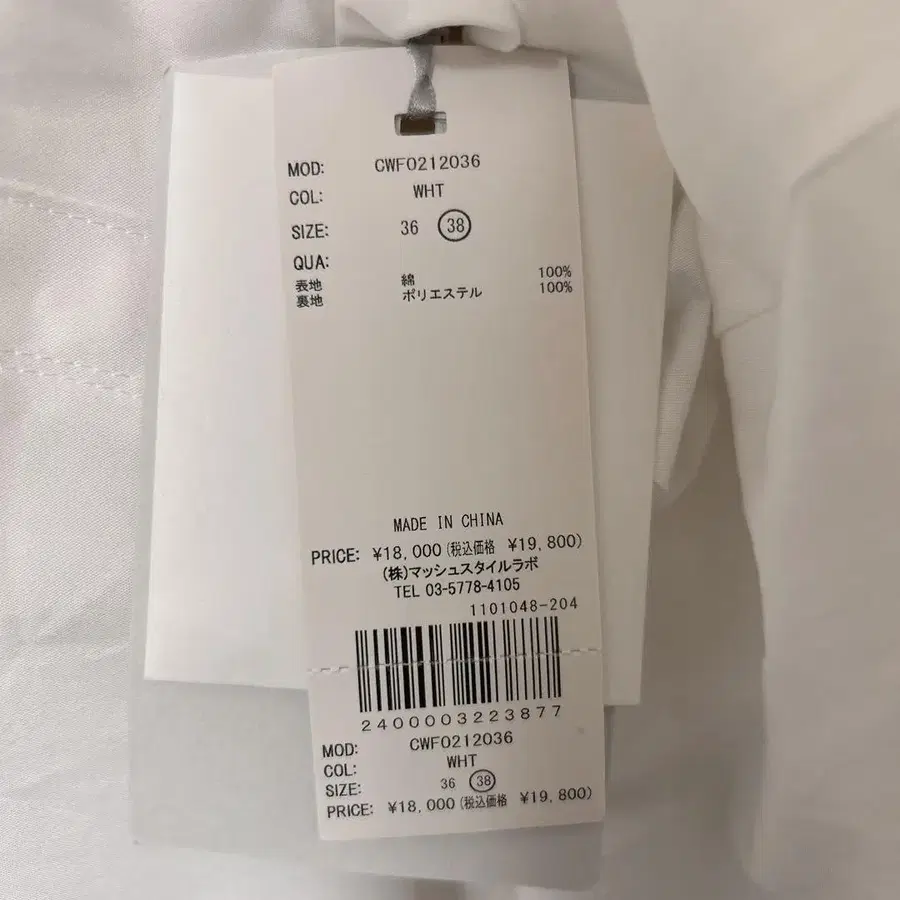 MOD: CWF0212036
COL: WHT
SIZE: 36 38
QUA:
表地 綿 100%
裏地 ポリエステル 100%
MADE IN CHINA
PRICE: ¥18,000(税込価格 ¥19,800)
(株)マッシュスタイルラボ
TEL 03-5778-4105
1101048-204
2400003223877
MOD: CWF0212036
COL: WHT
SIZE: 36 38
PRICE: ¥18,000(税込価格 ¥19,800)